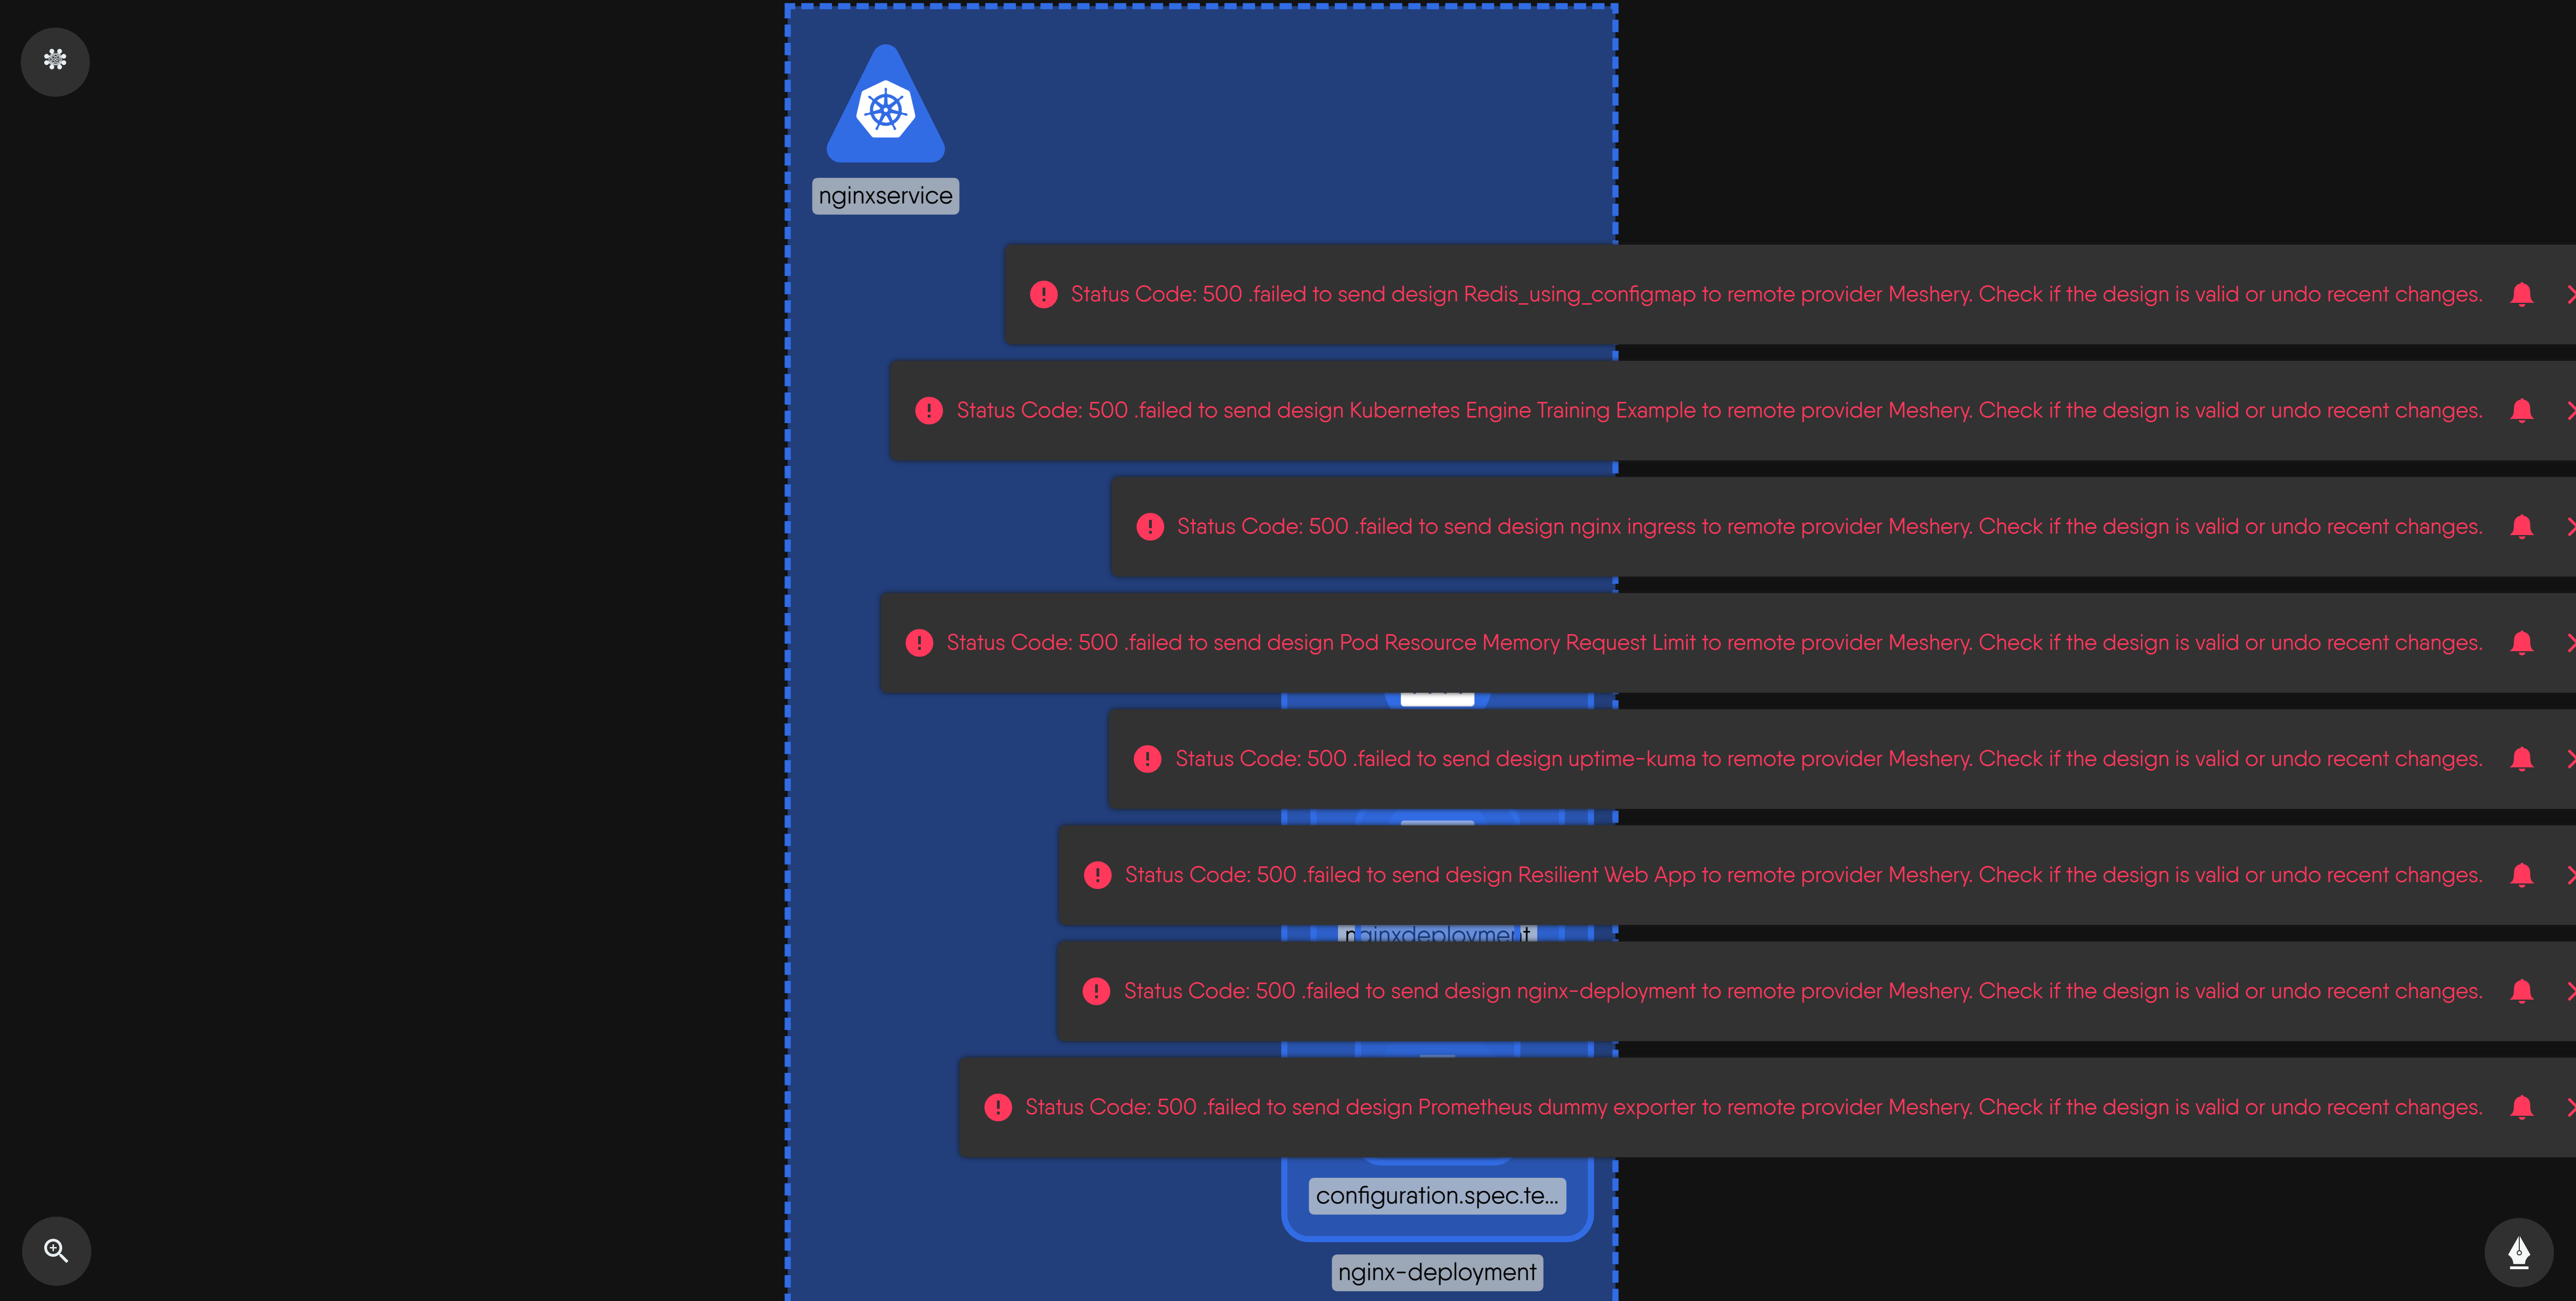 nginxservice
Status Code: 500 .failed to send design Redis_using_configmap to remote provider Meshery. Check if the design is valid or undo recent changes.
Status Code: 500 .failed to send design Kubernetes Engine Training Example to remote provider Meshery. Check if the design is valid or undo recent changes.
Status Code: 500 .failed to send design nginx ingress to remote provider Meshery. Check if the design is valid or undo recent changes.
Status Code: 500 .failed to send design Pod Resource Memory Request Limit to remote provider Meshery. Check if the design is valid or undo recent changes.
Status Code: 500 .failed to send design uptime-kuma to remote provider Meshery. Check if the design is valid or undo recent changes.
Status Code: 500 .failed to send design Resilient Web App to remote provider Meshery. Check if the design is valid or undo recent changes.
nginxdeployment
Status Code: 500 .failed to send design nginx-deployment to remote provider Meshery. Check if the design is valid or undo recent changes.
Status Code: 500 .failed to send design Prometheus dummy exporter to remote provider Meshery. Check if the design is valid or undo recent changes.
configuration.spec.te...
nginx-deployment